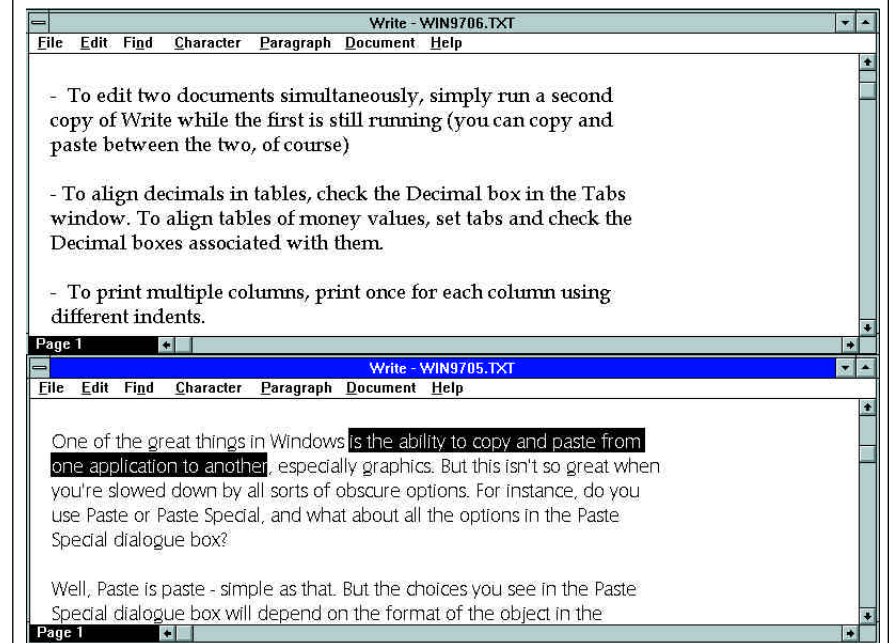 Write - WIN9706.TXT
File Edit Find Character Paragraph Document Help
- To edit two documents simultaneously, simply run a second
copy of Write while the first is still running (you can copy and
paste between the two, of course)
- To align decimals in tables, check the Decimal box in the Tabs
window. To align tables of money values, set tabs and check the
Decimal boxes associated with them.
- To print multiple columns, print once for each column using
different indents.
Page 1
Write - WIN9705.TXT
File Edit Find Character Paragraph Document Help
One of the great things in Windows is the ability to copy and paste from
one application to another, especially graphics. But this isn't so great when
you're slowed down by all sorts of obscure options. For instance, do you
use Paste or Paste Special, and what about all the options in the Paste
Special dialogue box?
Well, Paste is paste - simple as that. But the choices you see in the Paste
Special dialogue box will depend on the format of the object in the
Page 1